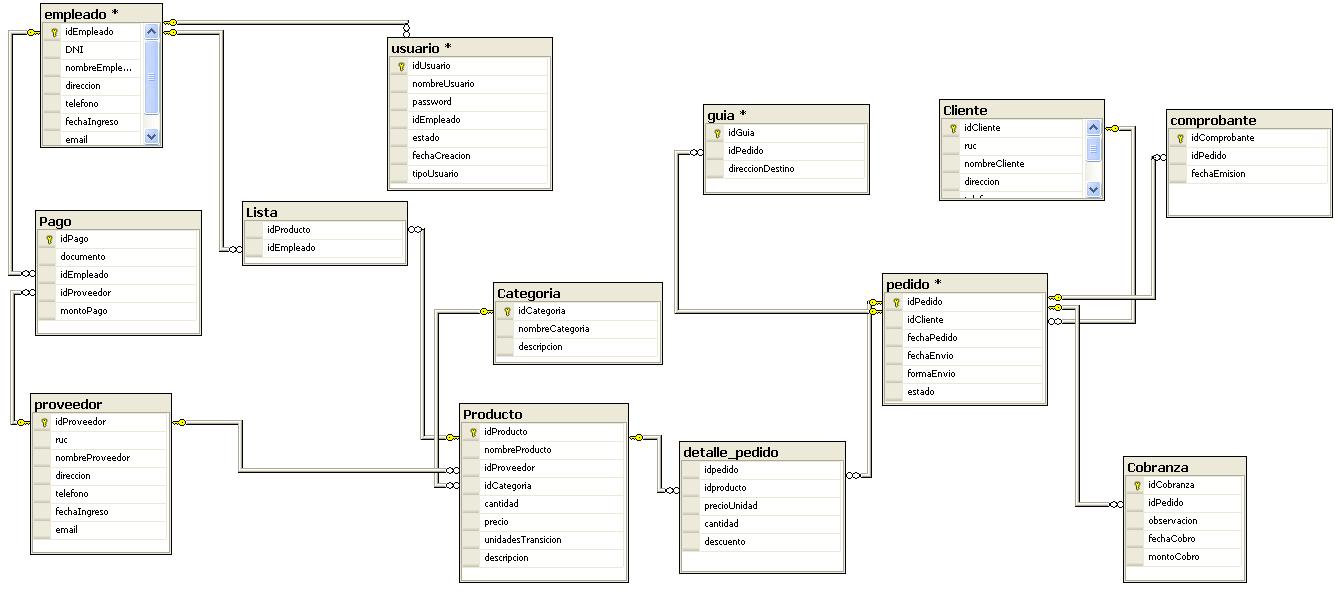 empleado *
idEmpleado
DNI
nombreEmple...
direccion
telefono
fechaIngreso
email
usuario *
idUsuario
nombreUsuario
password
idEmpleado
estado
fechaCreacion
tipoUsuario
guia *
idGuia
idPedido
direccionDestino
Cliente
idCliente
ruc
nombreCliente
direccion
comprobante
idComprobante
idPedido
fechaEmision
Pago
idPago
documento
idEmpleado
idProveedor
montoPago
Lista
idProducto
idEmpleado
Categoria
idCategoria
nombreCategoria
descripcion
pedido *
idPedido
idCliente
fechaPedido
fechaEnvio
formaEnvio
estado
proveedor
idProveedor
ruc
nombreProveedor
direccion
telefono
fechaIngreso
email
Producto
idProducto
nombreProducto
idProveedor
idCategoria
cantidad
precio
unidadesTransicion
descripcion
detalle_pedido
idpedido
idproducto
precioUnidad
cantidad
descuento
Cobranza
idCobranza
idPedido
observacion
fechaCobro
montoCobro